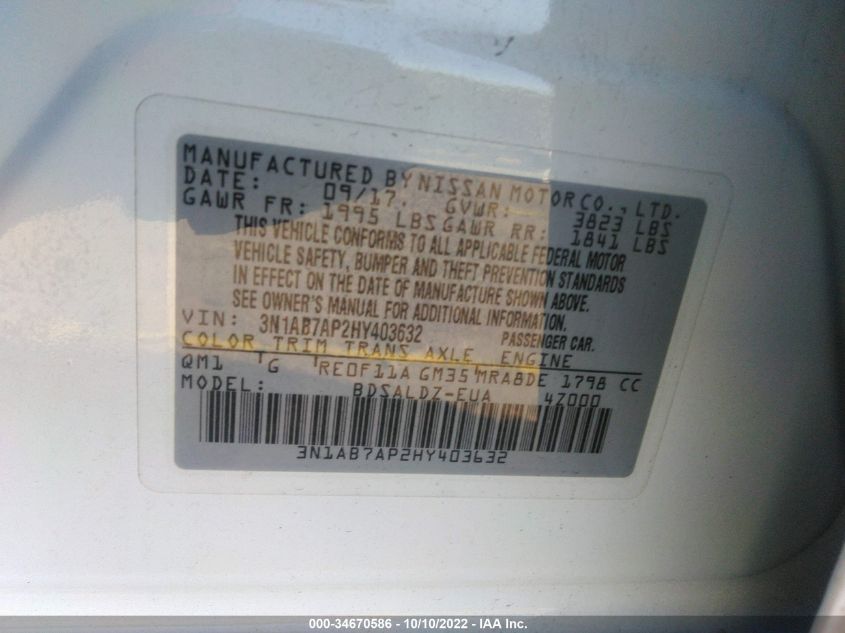 MANUFACTURED BY NISSAN MOTOR CO., LTD.
DATE: 09/17. GVWR: 3823 LBS
GAWR FR: 1995 LBS GAWR RR: 1841 LBS
THIS VEHICLE CONFORMS TO ALL APPLICABLE FEDERAL MOTOR
VEHICLE SAFETY, BUMPER AND THEFT PREVENTION STANDARDS
IN EFFECT ON THE DATE OF MANUFACTURE SHOWN ABOVE.
SEE OWNER'S MANUAL FOR ADDITIONAL INFORMATION.
VIN: 3N1AB7AP2HY403632 PASSENGER CAR.
COLOR TRIM TRANS AXLE ENGINE
QM1 G RE0F11A GM35 MRA8DE 1798 CC
MODEL: BDSALDZ-EUA 47000
3N1AB7AP2HY403632
000-34670586 - 10/10/2022 - IAA Inc.